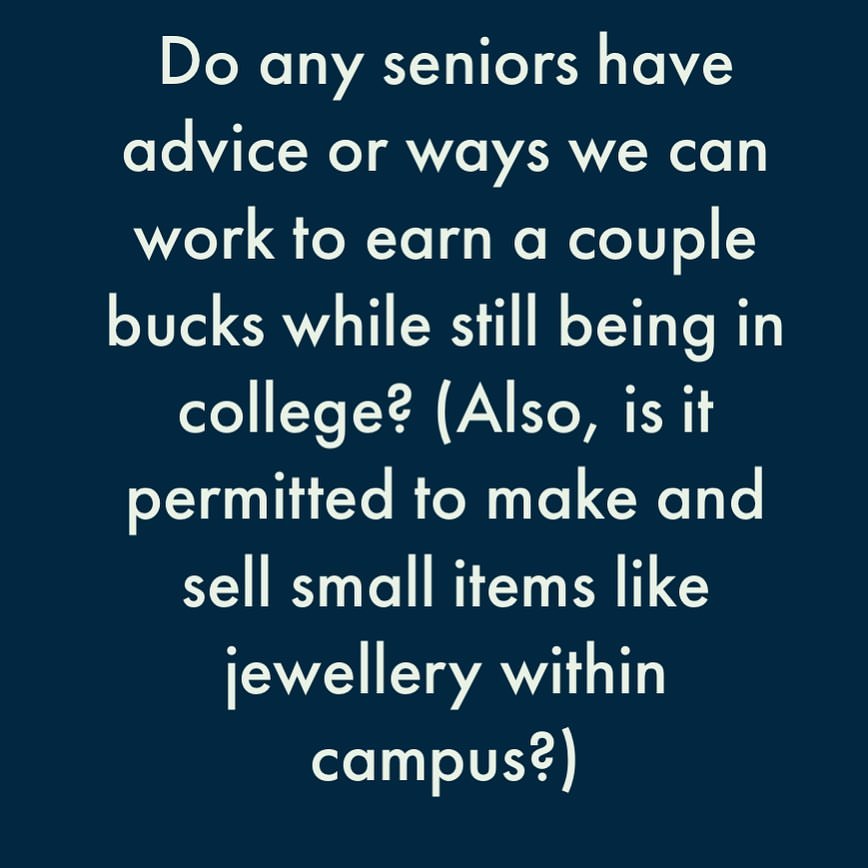 Do any seniors have
advice or ways we can
work to earn a couple
bucks while still being in
college? (Also, is it
permitted to make and
sell small items like
jewellery within
campus?)